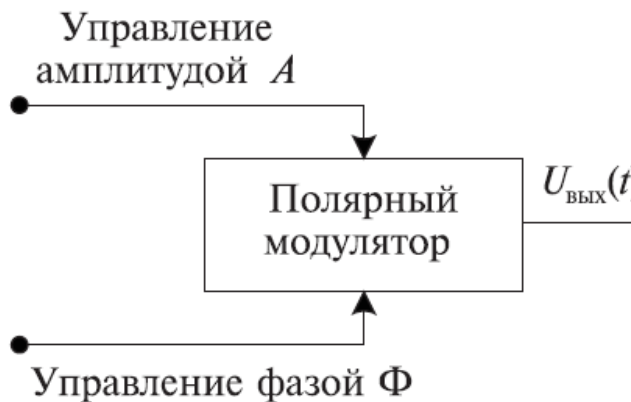 Управление
амплитудой A
Полярный
модулятор
Uвых(t
Управление фазой Φ